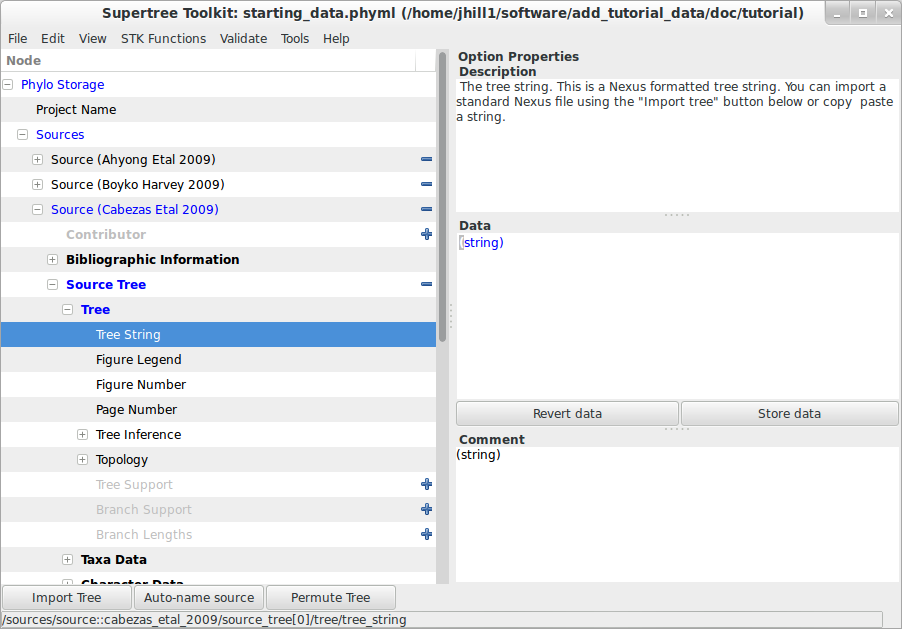 Supertree Toolkit: starting_data.phyml (/home/jhill1/software/add_tutorial_data/doc/tutorial)
File Edit View STK Functions Validate Tools Help
Node
Phylo Storage
Project Name
Sources
Source (Ahyong Etal 2009)
Source (Boyko Harvey 2009)
Source (Cabezas Etal 2009)
Contributor
Bibliographic Information
Source Tree
Tree
Tree String
Figure Legend
Figure Number
Page Number
Tree Inference
Topology
Tree Support
Branch Support
Branch Lengths
Taxa Data
Character Data
Option Properties
Description
The tree string. This is a Nexus formatted tree string. You can import a
standard Nexus file using the "Import tree" button below or copy  paste
a string.
Data
(string)
Revert data Store data
Comment
(string)
Import Tree Auto-name source Permute Tree
/sources/source::cabezas_etal_2009/source_tree[0]/tree/tree_string